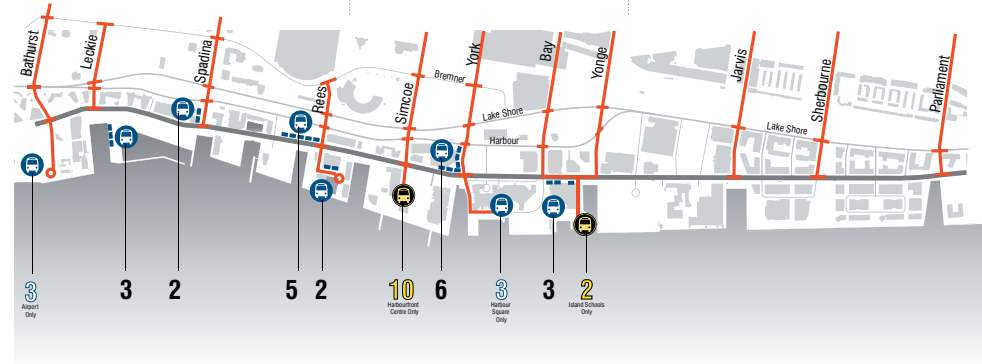 Bathurst
Leckie
Spadina
Rees
Simcoe
York
Bay
Yonge
Jarvis
Sherbourne
Parliament
Bremner
Lake Shore
Harbour
Lake Shore
3
Airport
Only
3
2
5
2
10
Harbourfront
Centre Only
6
3
Harbour
Square
Only
3
2
Island Schools
Only